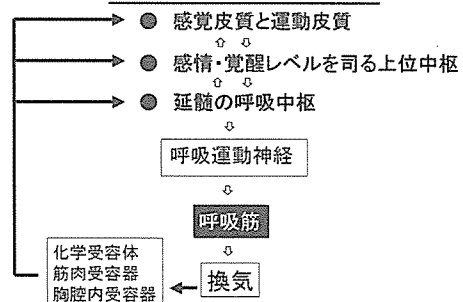 感覚皮質と運動皮質
感情・覚醒レベルを司る上位中枢
延髄の呼吸中枢
呼吸運動神経
呼吸筋
換気
化学受容体
筋肉受容器
胸腔内受容器